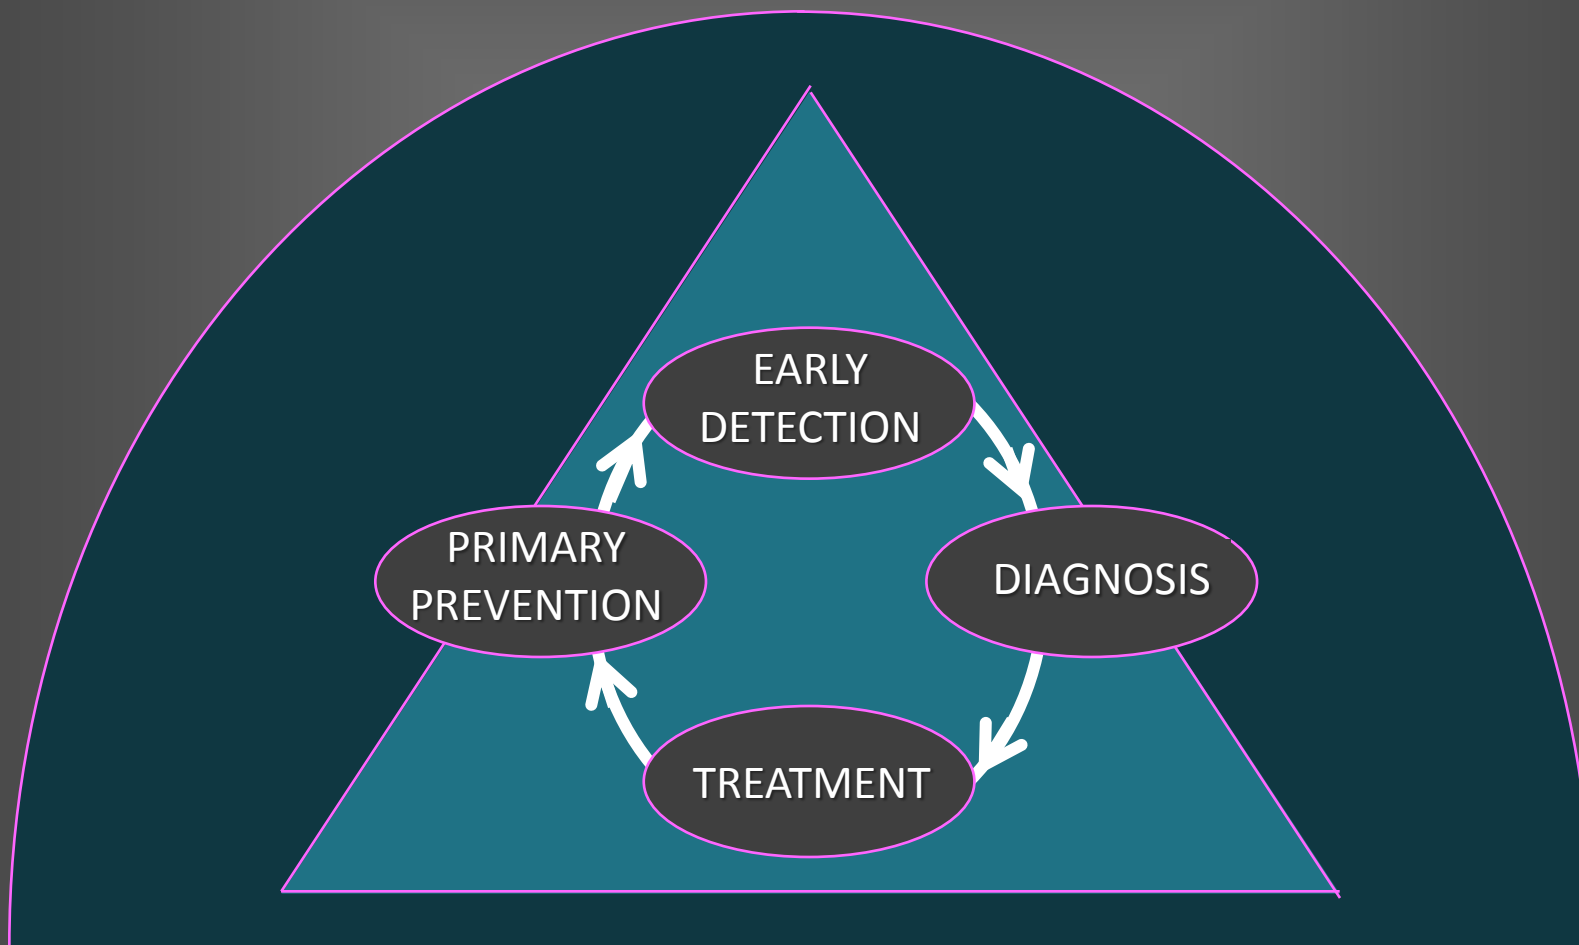 EARLY
DETECTION
PRIMARY
PREVENTION
DIAGNOSIS
TREATMENT